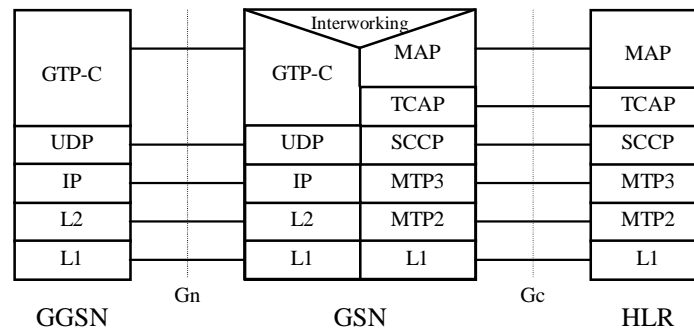 Interworking
GTP-C
GTP-C
MAP
MAP
TCAP
TCAP
UDP
UDP
SCCP
SCCP
IP
IP
MTP3
MTP3
L2
L2
MTP2
MTP2
L1
L1
L1
L1
Gn
Gc
GGSN
GSN
HLR